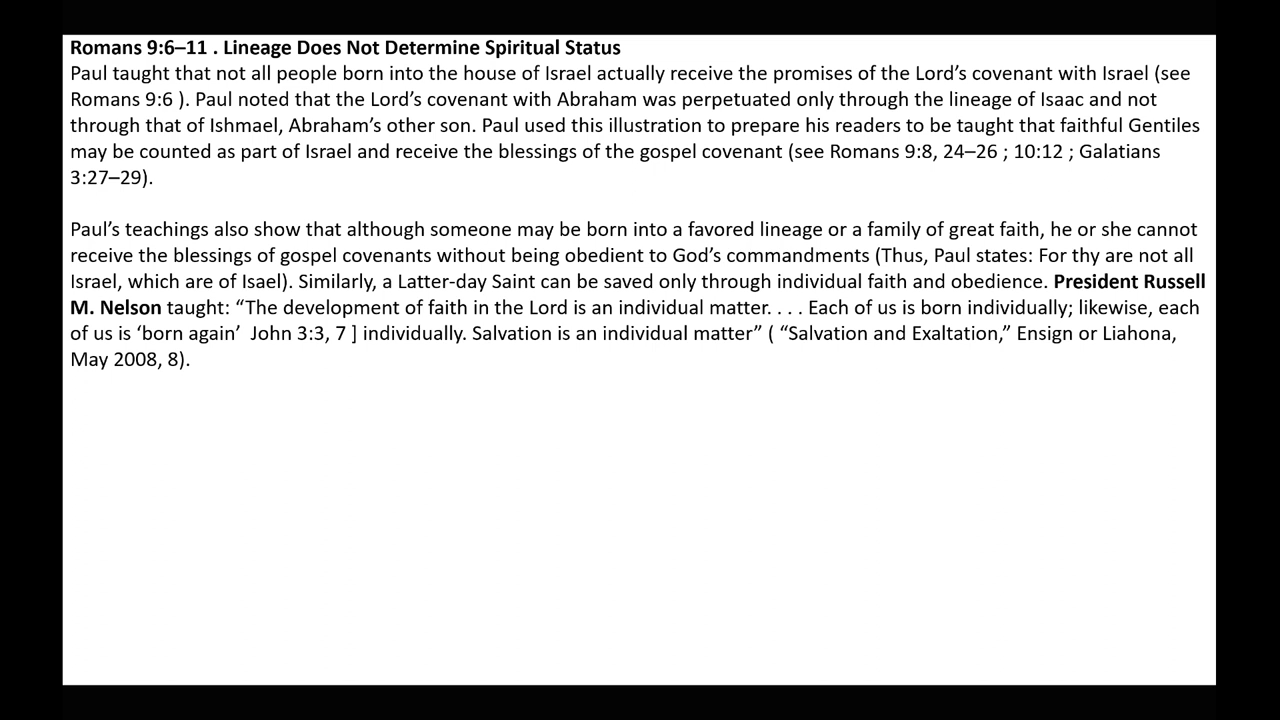 Romans 9:6–11 . Lineage Does Not Determine Spiritual Status
Paul taught that not all people born into the house of Israel actually receive the promises of the Lord’s covenant with Israel (see
Romans 9:6 ). Paul noted that the Lord’s covenant with Abraham was perpetuated only through the lineage of Isaac and not
through that of Ishmael, Abraham’s other son. Paul used this illustration to prepare his readers to be taught that faithful Gentiles
may be counted as part of Israel and receive the blessings of the gospel covenant (see Romans 9:8, 24–26 ; 10:12 ; Galatians
3:27–29).
Paul’s teachings also show that although someone may be born into a favored lineage or a family of great faith, he or she cannot
receive the blessings of gospel covenants without being obedient to God’s commandments (Thus, Paul states: For thy are not all
Israel, which are of Isael). Similarly, a Latter-day Saint can be saved only through individual faith and obedience. President Russell
M. Nelson taught: “The development of faith in the Lord is an individual matter. . . . Each of us is born individually; likewise, each
of us is ‘born again’  John 3:3, 7 ] individually. Salvation is an individual matter” ( “Salvation and Exaltation,” Ensign or Liahona,
May 2008, 8).